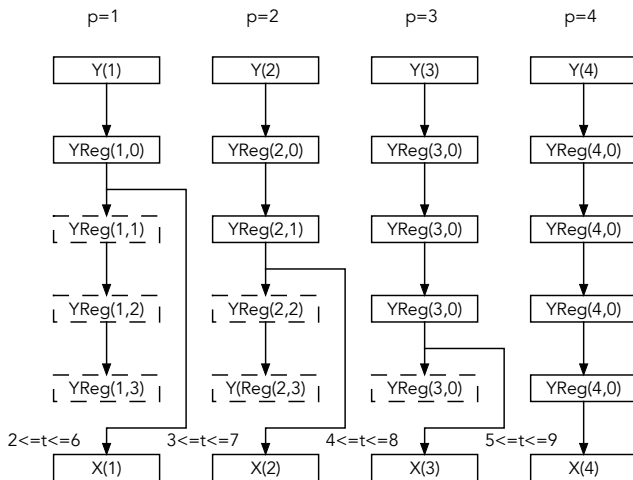 p=1 p=2 p=3 p=4
Y(1) Y(2) Y(3) Y(4)
YReg(1,0) YReg(2,0) YReg(3,0) YReg(4,0)
YReg(1,1) YReg(2,1) YReg(3,0) YReg(4,0)
YReg(1,2) YReg(2,2) YReg(3,0) YReg(4,0)
YReg(1,3) Y(Reg(2,3) YReg(3,0) YReg(4,0)
2<=t<=6 3<=t<=7 4<=t<=8 5<=t<=9
X(1) X(2) X(3) X(4)